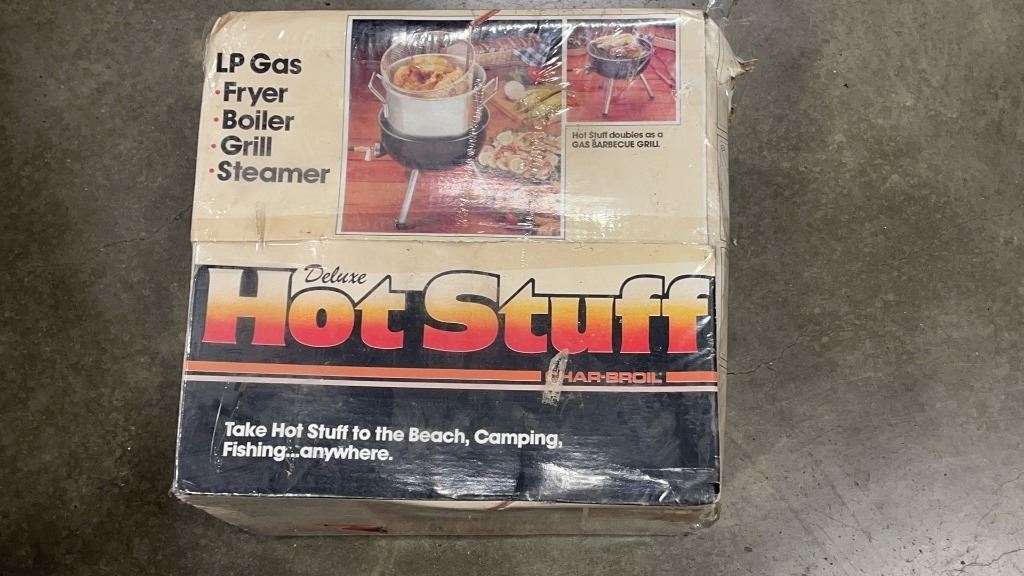 LP Gas
· Fryer
· Boiler
· Grill
· Steamer
Hot Stuff doubles as a
GAS BARBECUE GRILL.
Deluxe
Hot Stuff
HAR-BROIL
Take Hot Stuff to the Beach, Camping,
Fishing...anywhere.